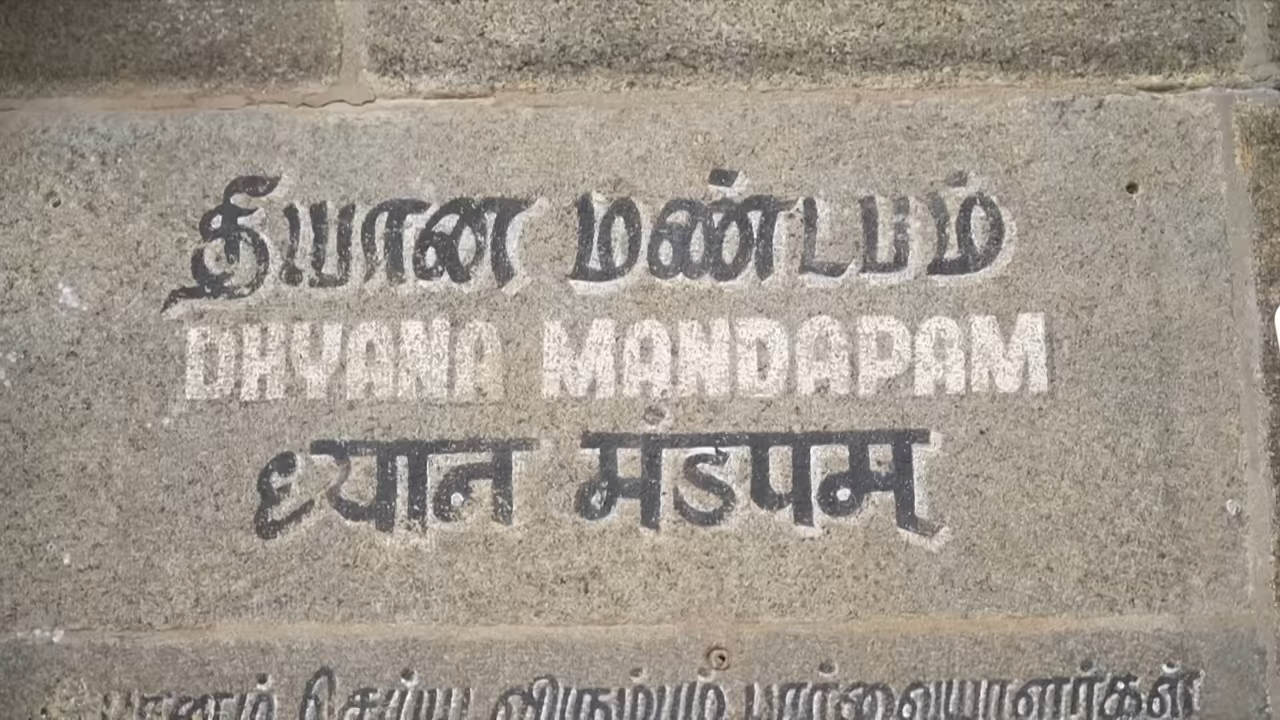 தியான மண்டபம்
DHYANA MANDAPAM
ध्यान मंडपम्
செய்ய விரும்பும் பார்வையாளர்கள்